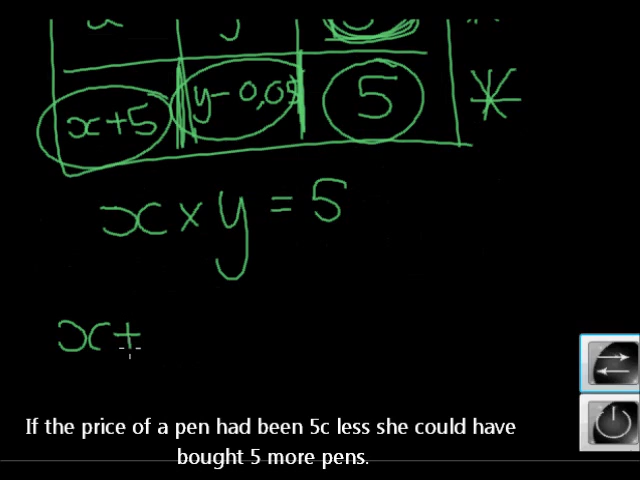 x+5 y-0,05 5 *
x × y = 5
x+
If the price of a pen had been 5c less she could have
bought 5 more pens.